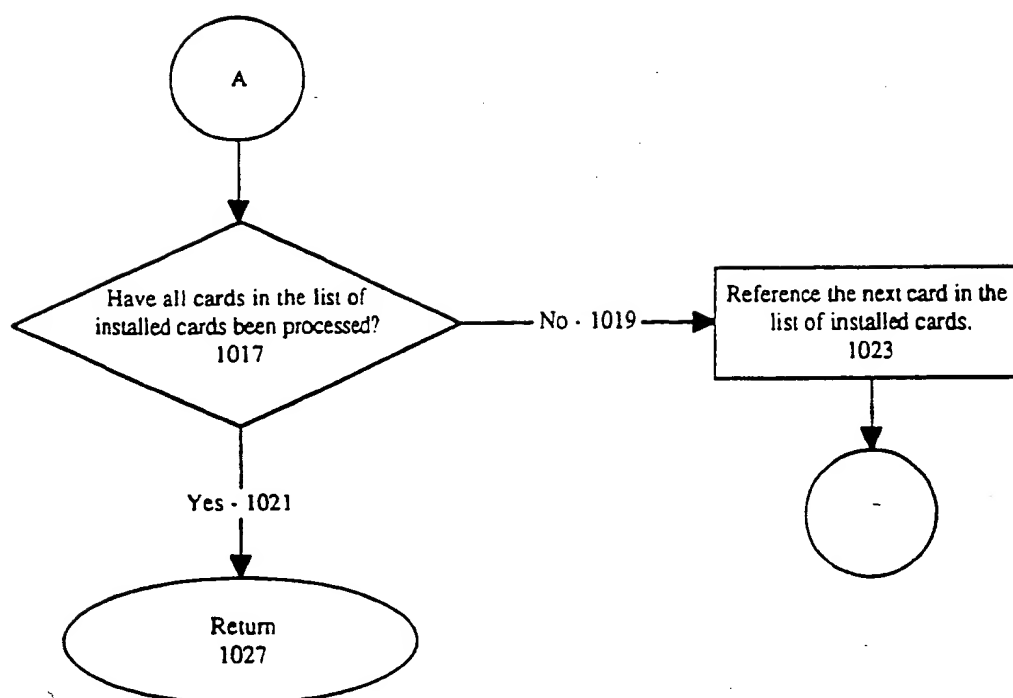 A
Have all cards in the list of
installed cards been processed?
1017
No - 1019
Reference the next card in the
list of installed cards.
1023
Yes - 1021
Return
1027